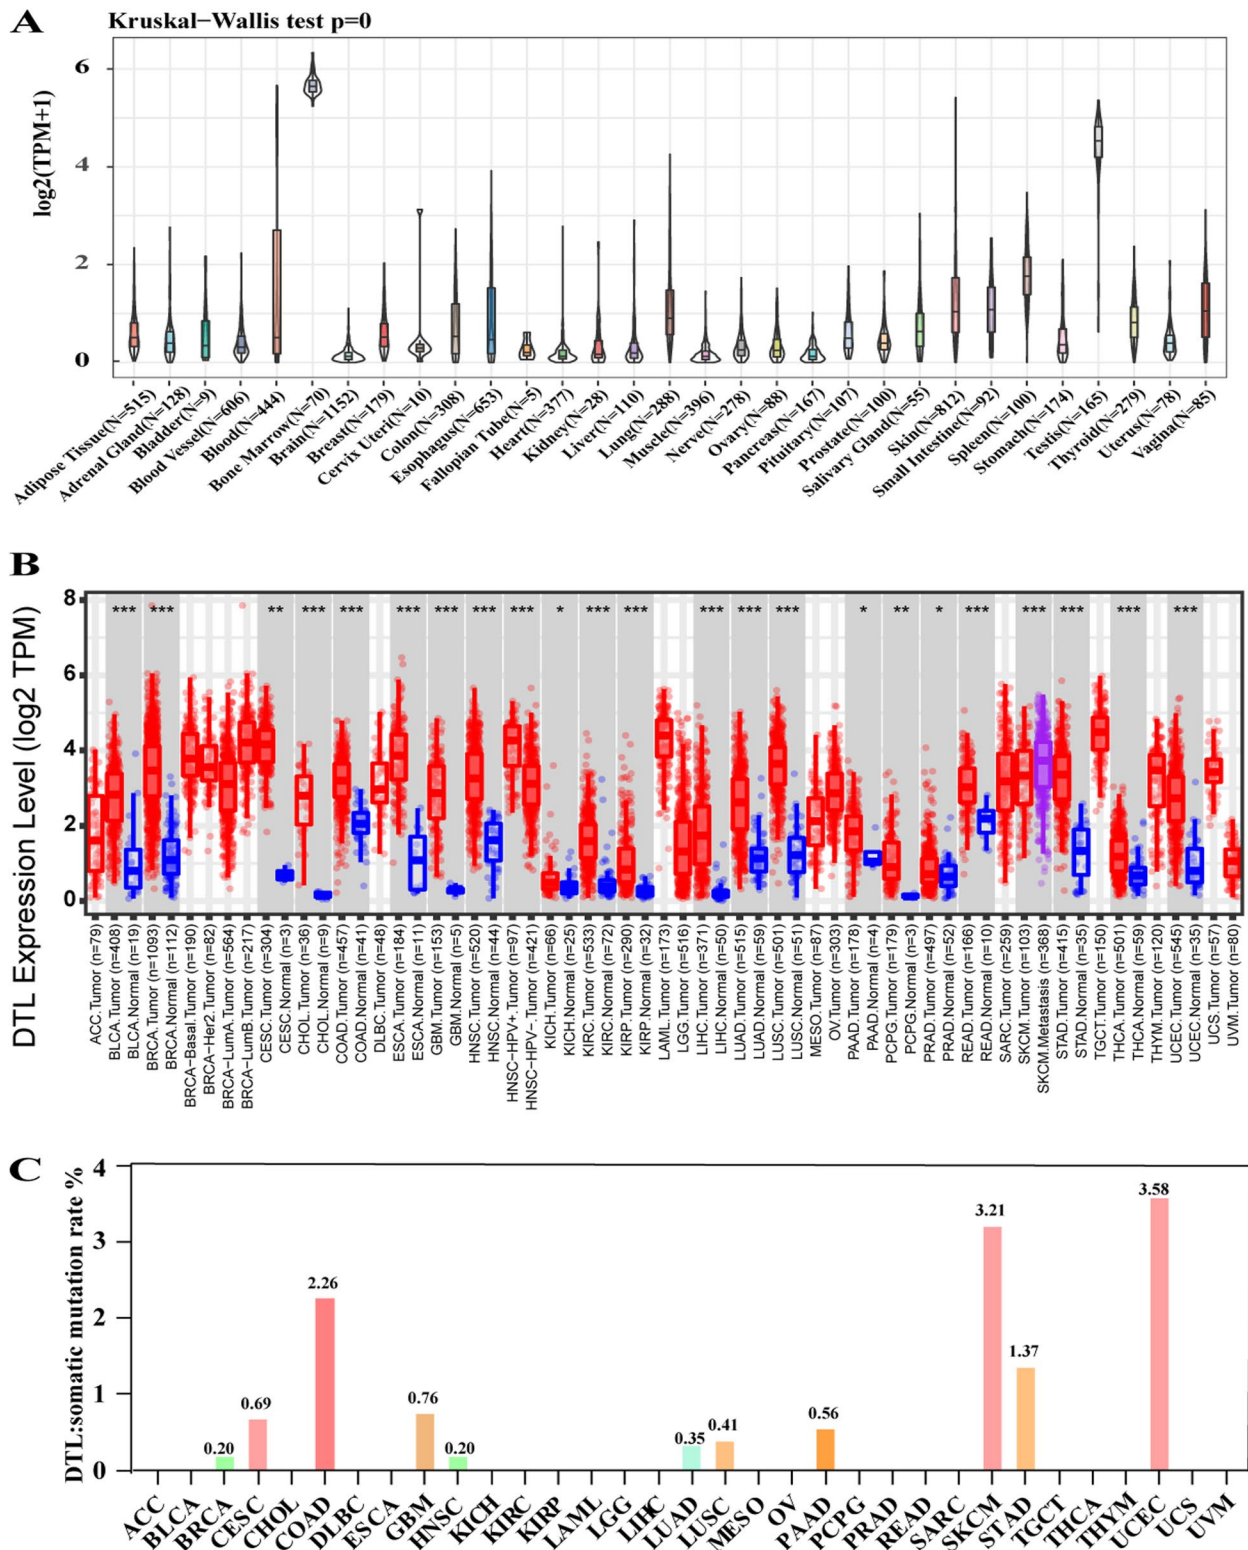 A
Kruskal−Wallis test p=0
log2(TPM+1)
6
4
2
0
Adipose Tissue(N=515)
Adrenal Gland(N=128)
Bladder(N=9)
Blood Vessel(N=606)
Blood(N=444)
Bone Marrow(N=70)
Brain(N=1152)
Breast(N=179)
Cervix Uteri(N=10)
Colon(N=308)
Esophagus(N=653)
Fallopian Tube(N=5)
Heart(N=377)
Kidney(N=28)
Liver(N=110)
Lung(N=288)
Muscle(N=396)
Nerve(N=278)
Ovary(N=88)
Pancreas(N=167)
Pituitary(N=107)
Prostate(N=100)
Salivary Gland(N=55)
Skin(N=812)
Small Intestine(N=92)
Spleen(N=100)
Stomach(N=174)
Testis(N=165)
Thyroid(N=279)
Uterus(N=78)
Vagina(N=85)
B
DTL Expression Level (log2 TPM)
8
6
4
2
0
*** *** ** *** *** *** *** *** *** * *** *** *** *** *** * ** * *** *** *** *** ***
ACC.Tumor (n=79)
BLCA.Tumor (n=408)
BLCA.Normal (n=19)
BRCA.Tumor (n=1093)
BRCA.Normal (n=112)
BRCA−Basal.Tumor (n=190)
BRCA−Her2.Tumor (n=82)
BRCA−LumA.Tumor (n=564)
BRCA−LumB.Tumor (n=217)
CESC.Tumor (n=304)
CESC.Normal (n=3)
CHOL.Tumor (n=36)
CHOL.Normal (n=9)
COAD.Tumor (n=457)
COAD.Normal (n=41)
DLBC.Tumor (n=48)
ESCA.Tumor (n=184)
ESCA.Normal (n=11)
GBM.Tumor (n=153)
GBM.Normal (n=5)
HNSC.Tumor (n=520)
HNSC.Normal (n=44)
HNSC−HPV+.Tumor (n=97)
HNSC−HPV−.Tumor (n=421)
KICH.Tumor (n=66)
KICH.Normal (n=25)
KIRC.Tumor (n=533)
KIRC.Normal (n=72)
KIRP.Tumor (n=290)
KIRP.Normal (n=32)
LAML.Tumor (n=173)
LGG.Tumor (n=516)
LIHC.Tumor (n=371)
LIHC.Normal (n=50)
LUAD.Tumor (n=515)
LUAD.Normal (n=59)
LUSC.Tumor (n=501)
LUSC.Normal (n=51)
MESO.Tumor (n=87)
OV.Tumor (n=303)
PAAD.Tumor (n=178)
PAAD.Normal (n=4)
PCPG.Tumor (n=179)
PCPG.Normal (n=3)
PRAD.Tumor (n=497)
PRAD.Normal (n=52)
READ.Tumor (n=166)
READ.Normal (n=10)
SARC.Tumor (n=259)
SKCM.Tumor (n=103)
SKCM.Metastasis (n=368)
STAD.Tumor (n=415)
STAD.Normal (n=35)
TGCT.Tumor (n=150)
THCA.Tumor (n=501)
THCA.Normal (n=59)
THYM.Tumor (n=120)
UCEC.Tumor (n=545)
UCEC.Normal (n=35)
UCS.Tumor (n=57)
UVM.Tumor (n=80)
C
DTL:somatic mutation rate %
4
3
2
1
0
0.20
0.69
2.26
0.76
0.20
0.35
0.41
0.56
3.21
1.37
3.58
ACC
BLCA
BRCA
CESC
CHOL
COAD
DLBC
ESCA
GBM
HNSC
KICH
KIRC
KIRP
LAML
LGG
LIHC
LUAD
LUSC
MESO
OV
PAAD
PCPG
PRAD
READ
SARC
SKCM
STAD
TGCT
THCA
THYM
UCEC
UCS
UVM